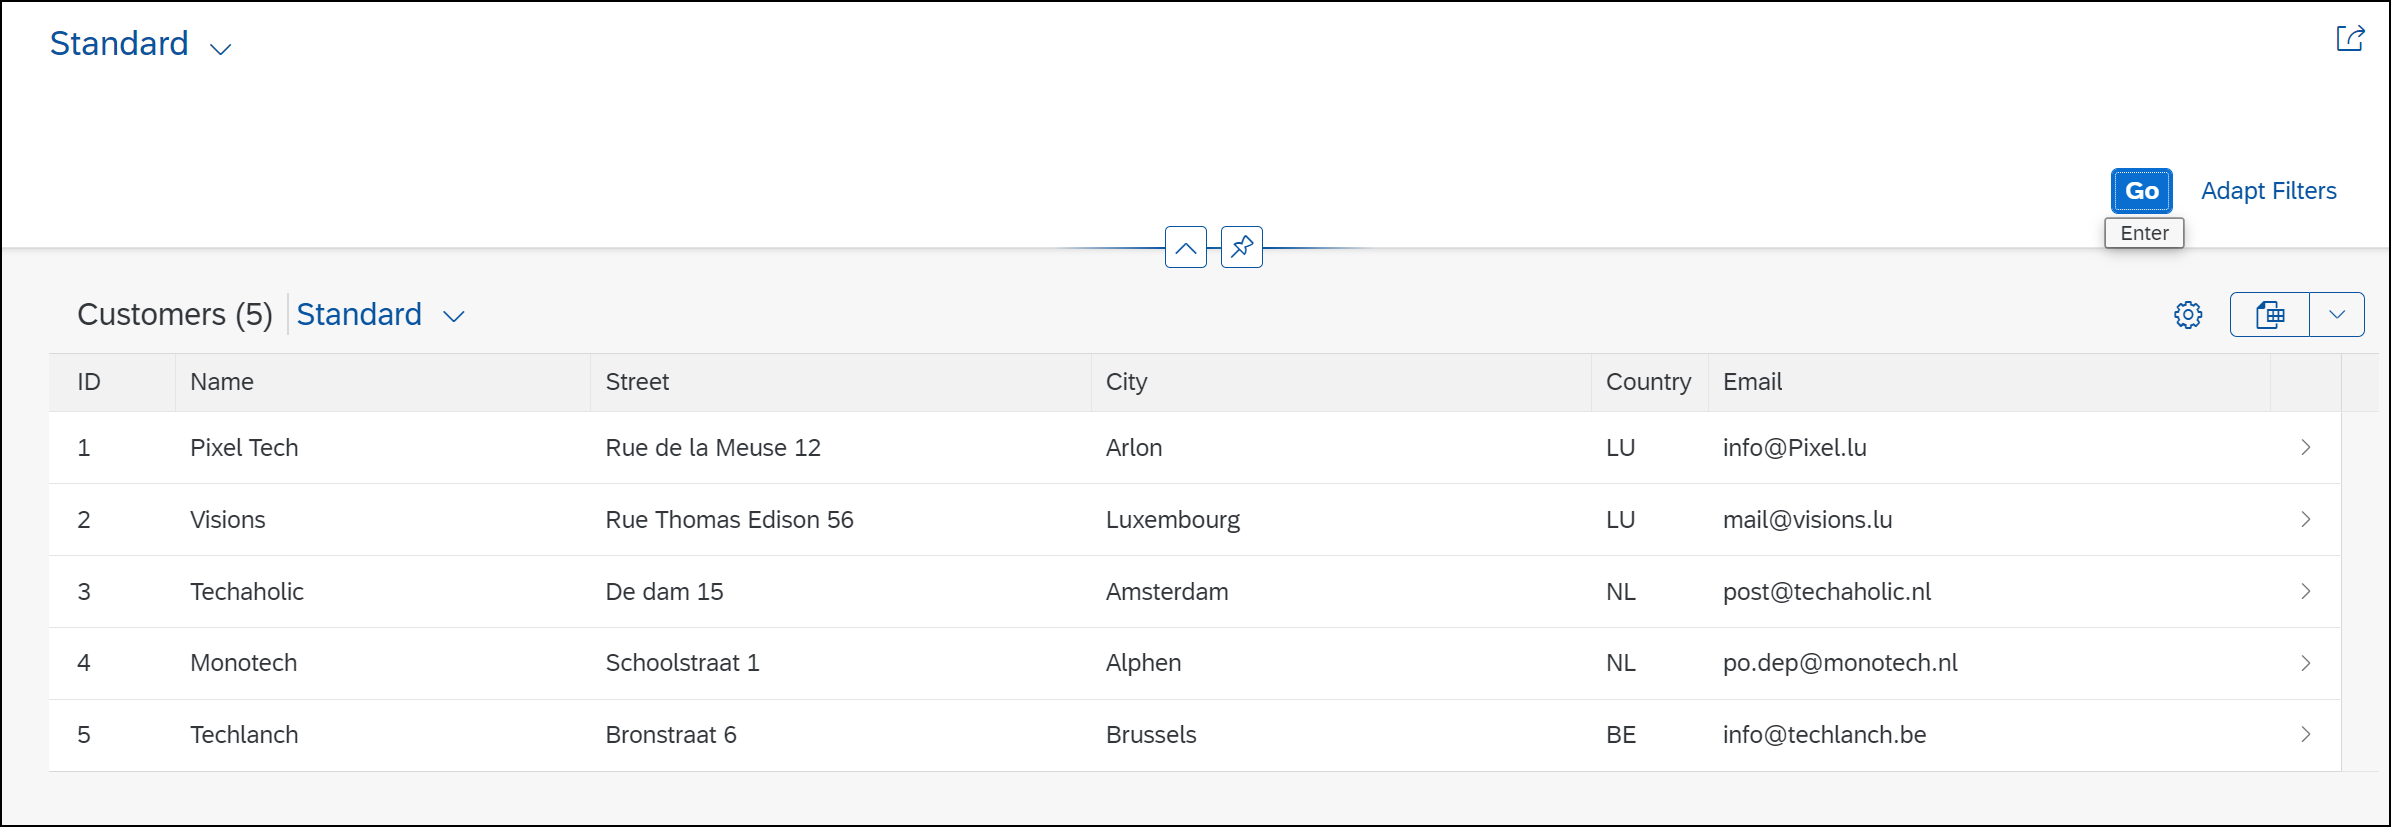 Standard
Go Adapt Filters
Enter
Customers (5) Standard
ID Name Street City Country Email
1 Pixel Tech Rue de la Meuse 12 Arlon LU info@Pixel.lu
2 Visions Rue Thomas Edison 56 Luxembourg LU mail@visions.lu
3 Techaholic De dam 15 Amsterdam NL post@techaholic.nl
4 Monotech Schoolstraat 1 Alphen NL po.dep@monotech.nl
5 Techlanch Bronstraat 6 Brussels BE info@techlanch.be